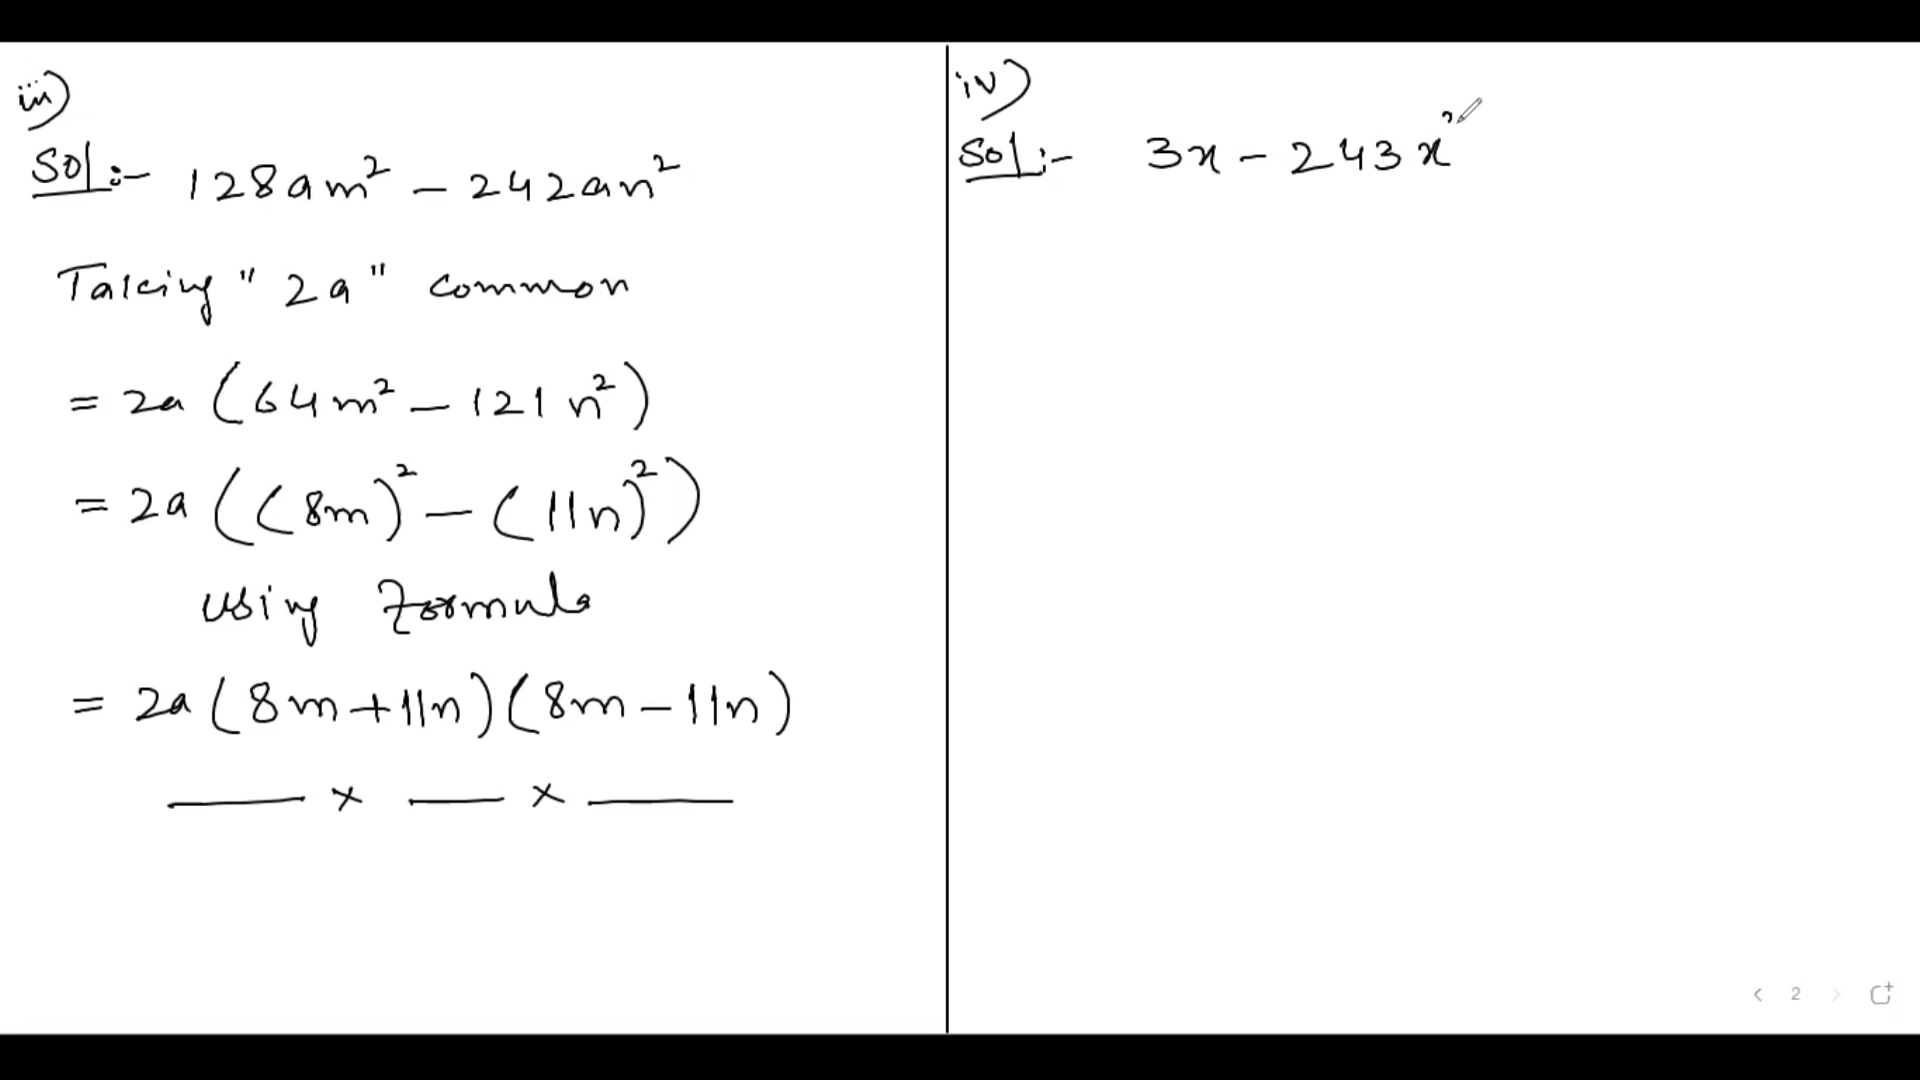 iii)
Sol:- 128am² - 242an²
Taking "2a" common
= 2a (64m² - 121n²)
= 2a ((8m)² - (11n)²)
using formula
= 2a (8m + 11n)(8m - 11n)
—— × —— × ——
iv)
Sol:- 3x - 243x
< 2 >